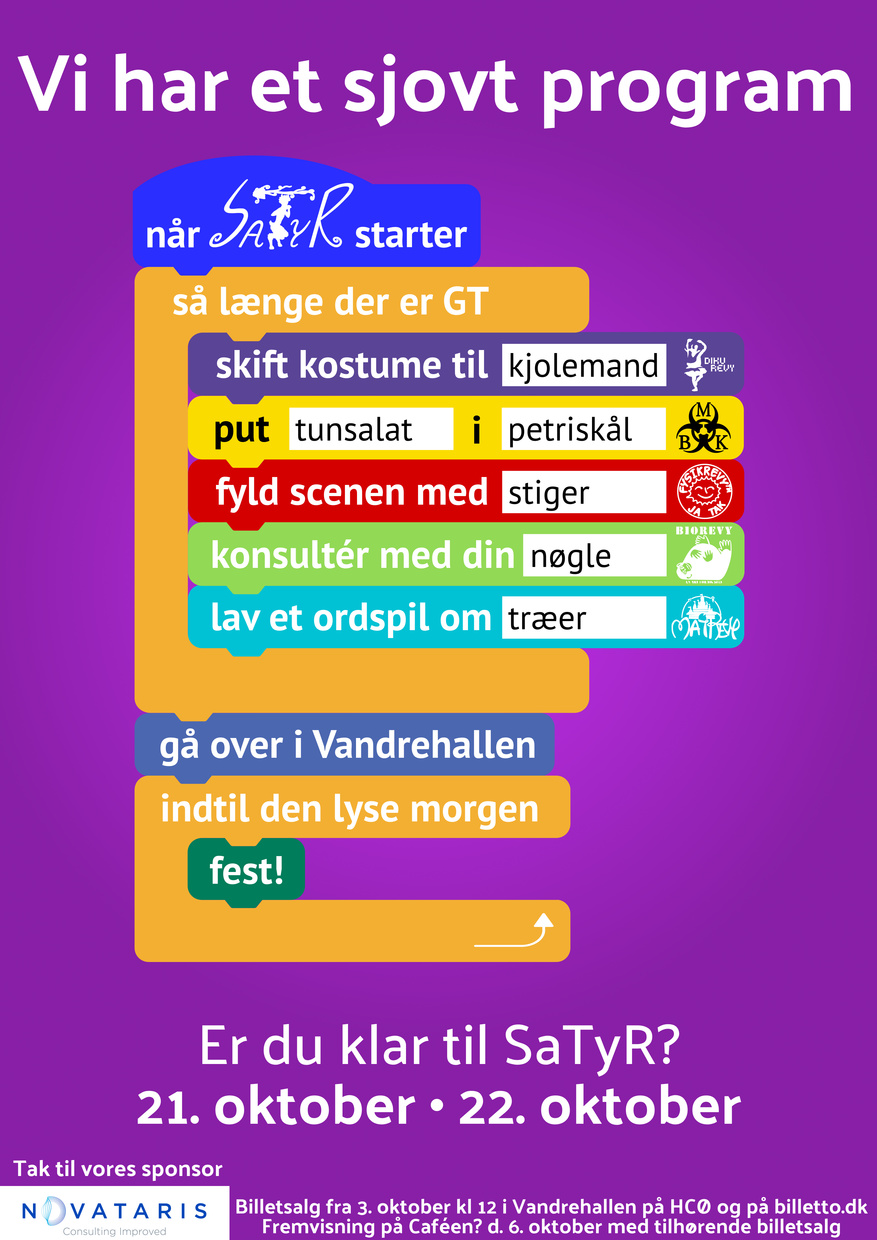 Vi har et sjovt program
når SATYR starter
så længe der er GT
skift kostume til kjolemand DIKU REVY
put tunsalat i petriskål MBK
fyld scenen med stiger FYSIKREVY™ JA TAK
konsultér med din nøgle BIOREVY
lav et ordspil om træer
gå over i Vandrehallen
indtil den lyse morgen
fest!
Er du klar til SaTyR?
21. oktober • 22. oktober
Tak til vores sponsor
NOVATARIS
Consulting Improved
Billetsalg fra 3. oktober kl 12 i Vandrehallen på HCØ og på billetto.dk
Fremvisning på Caféen? d. 6. oktober med tilhørende billetsalg